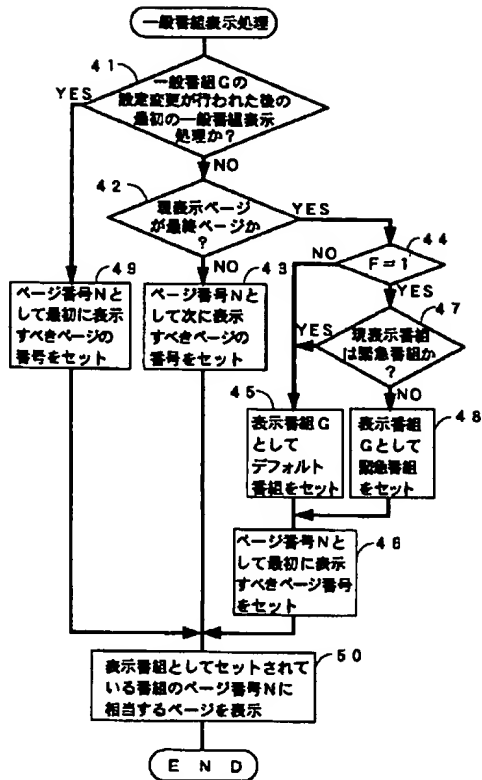 一般番組表示処理
41
一般番組Gの
設定変更が行われた後の
最初の一般番組表示
処理か?
YES
NO
42
現表示ページ
が最終ページか
?
YES
NO
44
F=1
NO
YES
49
ページ番号Nと
して最初に表示
すべきページの
番号をセット
43
ページ番号Nと
して次に表示
すべきページの
番号をセット
47
現表示番組
は緊急番組か
?
YES
NO
45
表示番組G
として
デフォルト
番組をセット
48
表示番組
Gとして
緊急番組
をセット
46
ページ番号Nと
して最初に表示
すべきページ番号
をセット
50
表示番組としてセットされて
いる番組のページ番号Nに
相当するページを表示
END